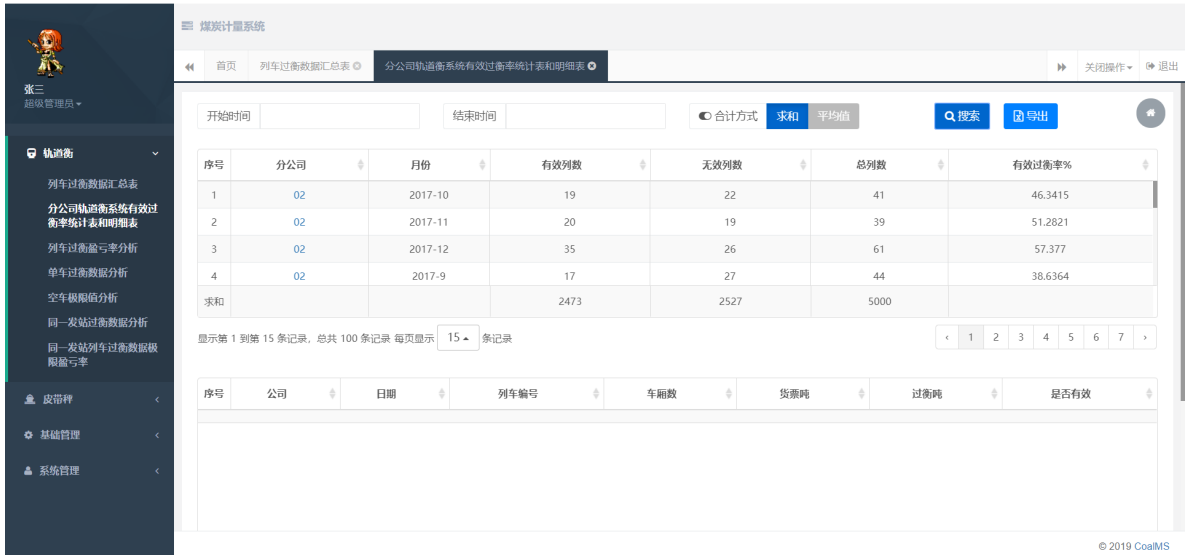 煤炭计量系统
首页 列车过衡数据汇总表 分公司轨道衡系统有效过衡率统计表和明细表 关闭操作 退出
张三
超级管理员
轨道衡
列车过衡数据汇总表
分公司轨道衡系统有效过
衡率统计表和明细表
列车过衡盈亏率分析
单车过衡数据分析
空车极限值分析
同一发站过衡数据分析
同一发站列车过衡数据极
限盈亏率
皮带秤
基础管理
系统管理
开始时间 结束时间 合计方式 求和 平均值 搜索 导出
序号 分公司 月份 有效列数 无效列数 总列数 有效过衡率%
1 02 2017-10 19 22 41 46.3415
2 02 2017-11 20 19 39 51.2821
3 02 2017-12 35 26 61 57.377
4 02 2017-9 17 27 44 38.6364
求和 2473 2527 5000
显示第 1 到第 15 条记录，总共 100 条记录 每页显示 15 条记录 ‹ 1 2 3 4 5 6 7 ›
序号 公司 日期 列车编号 车厢数 货票吨 过衡吨 是否有效
© 2019 CoalMS